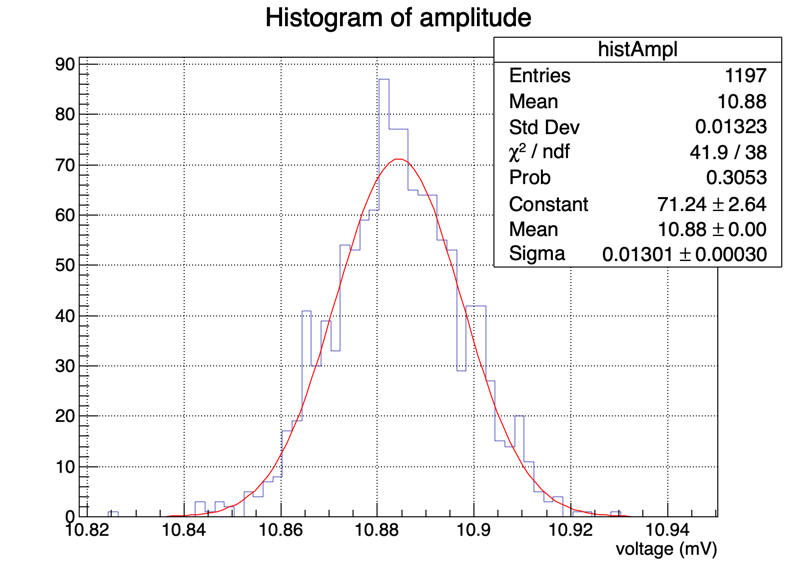 Histogram of amplitude
histAmpl
Entries 1197
Mean 10.88
Std Dev 0.01323
χ² / ndf 41.9 / 38
Prob 0.3053
Constant 71.24 ± 2.64
Mean 10.88 ± 0.00
Sigma 0.01301 ± 0.00030
90
80
70
60
50
40
30
20
10
0
10.82 10.84 10.86 10.88 10.9 10.92 10.94
voltage (mV)